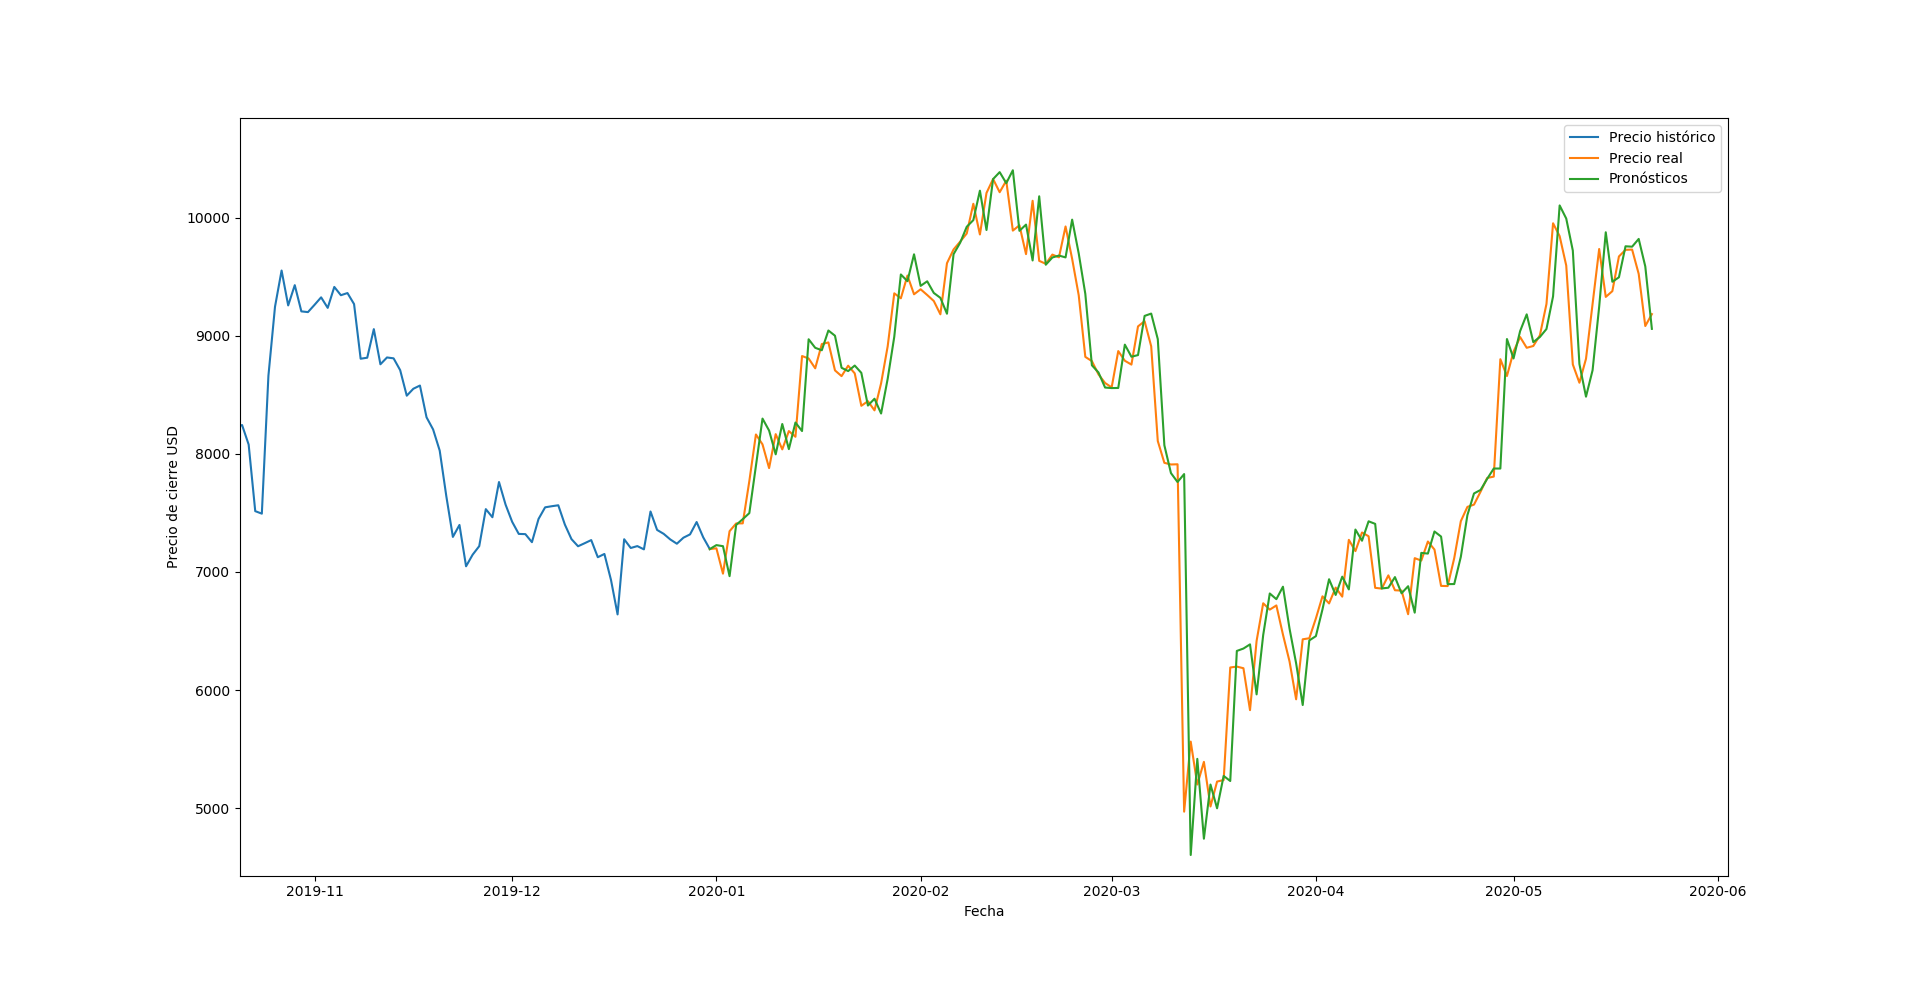 Precio histórico
Precio real
Pronósticos
10000
9000
8000
7000
6000
5000
Precio de cierre USD
2019-11 2019-12 2020-01 2020-02 2020-03 2020-04 2020-05 2020-06
Fecha